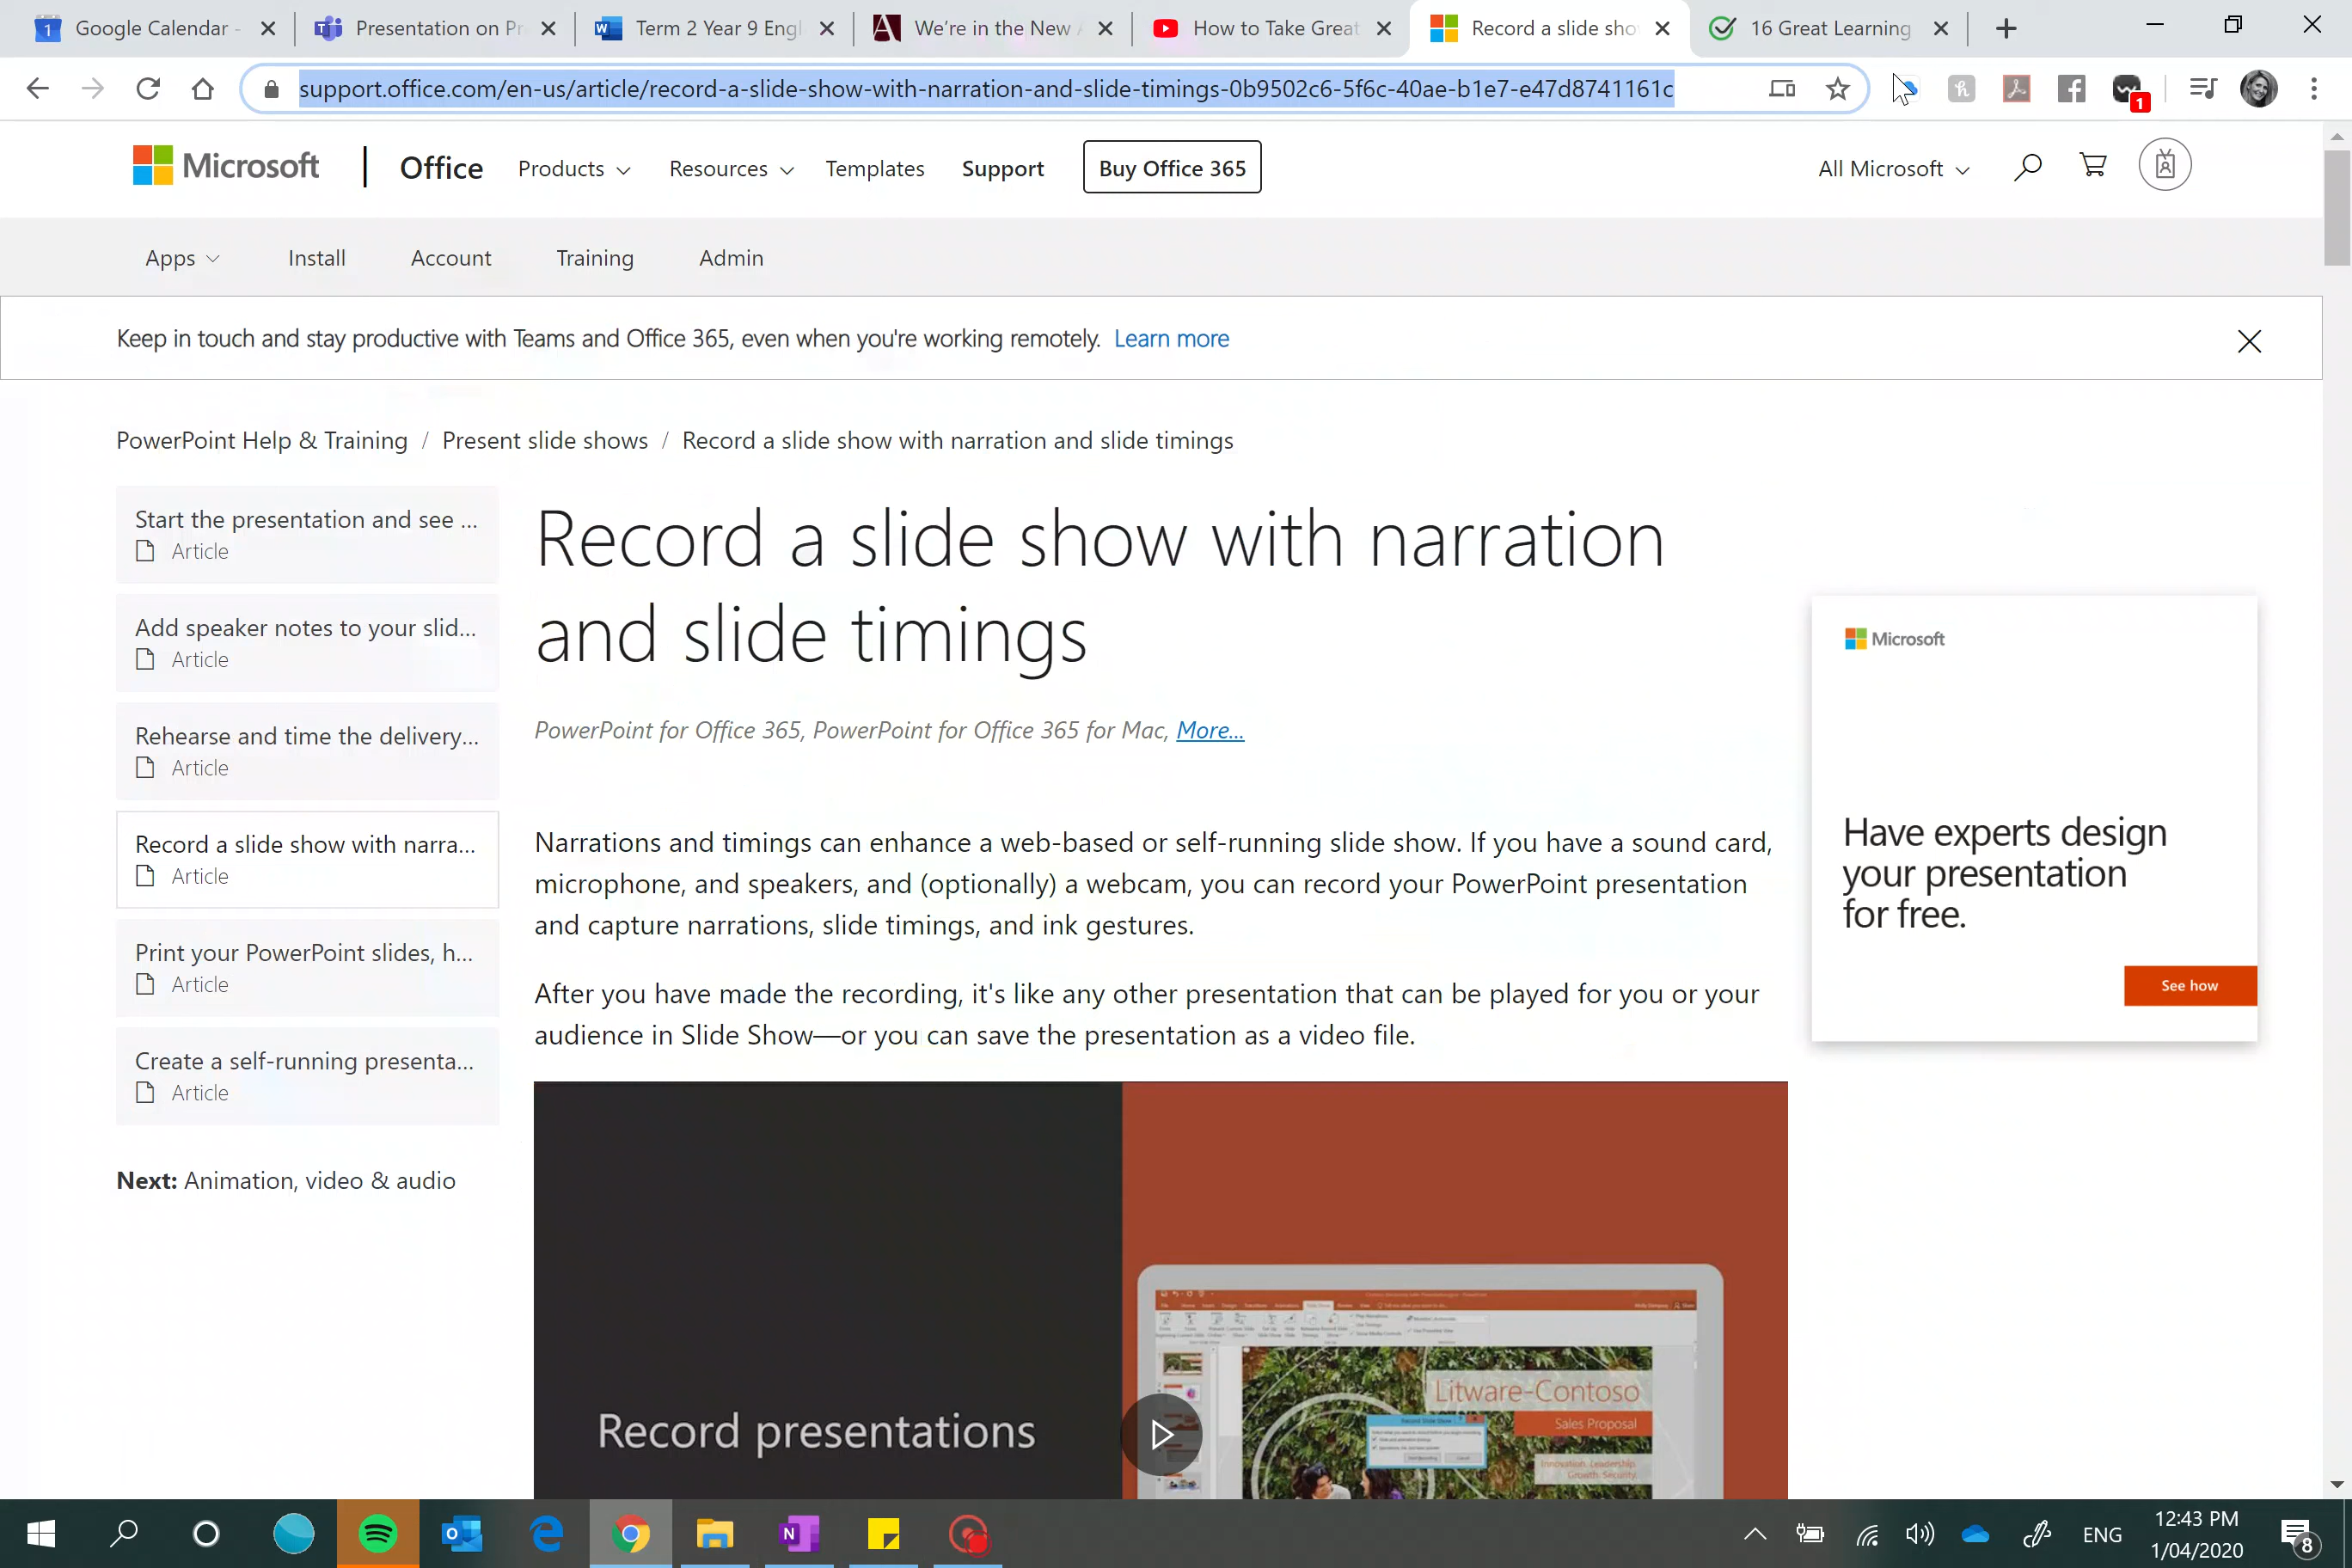 Google Calendar -
Presentation on Pr
Term 2 Year 9 Engl
We're in the New A
How to Take Great
Record a slide sho
16 Great Learning
support.office.com/en-us/article/record-a-slide-show-with-narration-and-slide-timings-0b9502c6-5f6c-40ae-b1e7-e47d8741161c
1
Microsoft
Office
Products
Resources
Templates
Support
Buy Office 365
All Microsoft
Apps
Install
Account
Training
Admin
Keep in touch and stay productive with Teams and Office 365, even when you're working remotely. Learn more
PowerPoint Help & Training / Present slide shows / Record a slide show with narration and slide timings
Start the presentation and see ...
Article
Add speaker notes to your slid...
Article
Rehearse and time the delivery...
Article
Record a slide show with narra...
Article
Print your PowerPoint slides, h...
Article
Create a self-running presenta...
Article
Next: Animation, video & audio
Record a slide show with narration
and slide timings
PowerPoint for Office 365, PowerPoint for Office 365 for Mac, More...
Narrations and timings can enhance a web-based or self-running slide show. If you have a sound card,
microphone, and speakers, and (optionally) a webcam, you can record your PowerPoint presentation
and capture narrations, slide timings, and ink gestures.
After you have made the recording, it's like any other presentation that can be played for you or your
audience in Slide Show—or you can save the presentation as a video file.
Record presentations
Litware-Contoso
Sales Proposal
Innovation. Leadership.
Growth. Security.
Microsoft
Have experts design
your presentation
for free.
See how
ENG
12:43 PM
1/04/2020
8